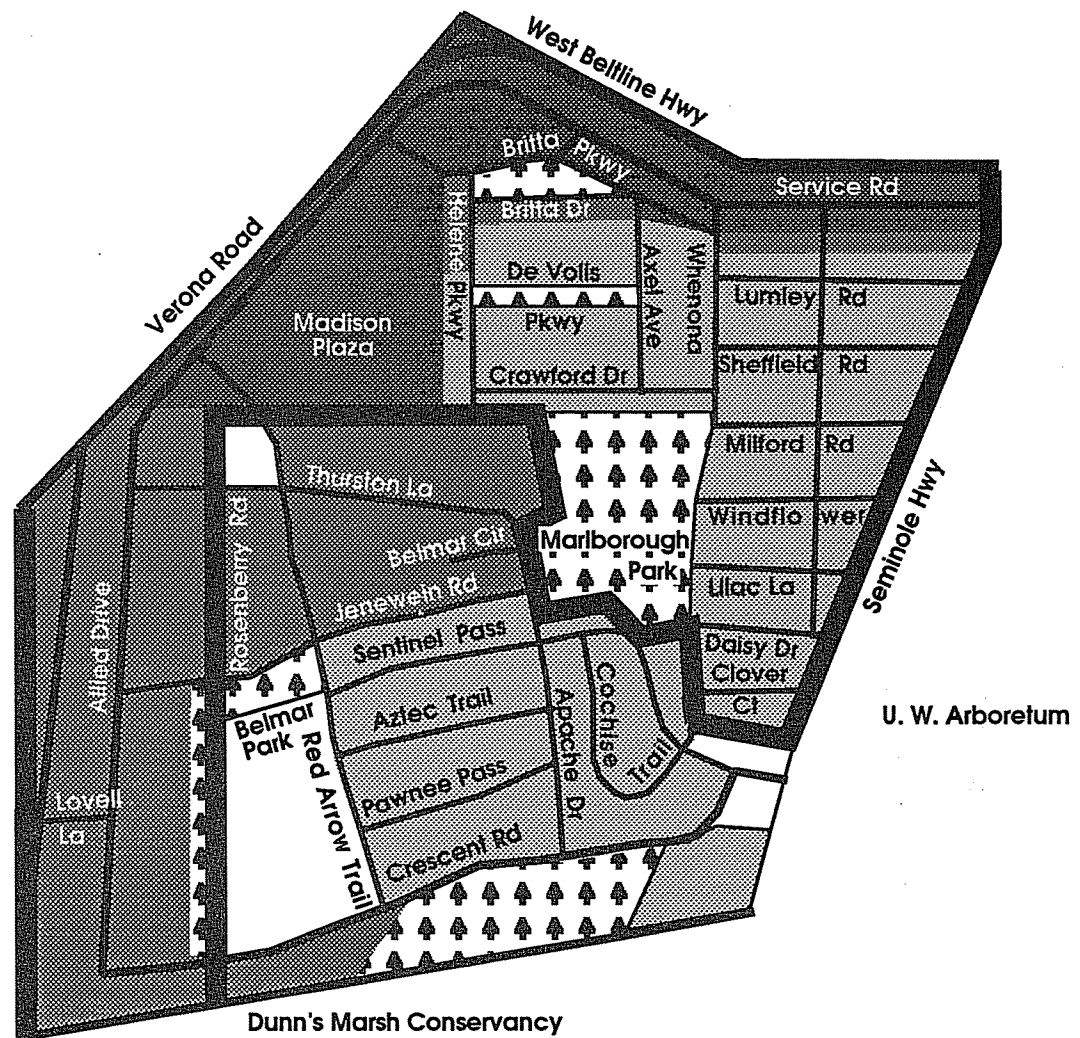 West Beltline Hwy
Britta Pkwy
Service Rd
Helene Pkwy
Britta Dr
Verona Road
De Volis
Axel Ave
Whenona
Lumley Rd
Madison
Plaza
Pkwy
Sheffield Rd
Crawford Dr
Milford Rd
Thurston La
Seminole Hwy
Rosenberry Rd
Windflower
Belmar Cir
Marlborough
Park
Jenewein Rd
Lilac La
Allied Drive
Sentinel Pass
Daisy Dr
Clover
Ct
Cochise
Trail
Apache Dr
Aztec Trail
U. W. Arboretum
Belmar
Park
Red Arrow Trail
Pawnee Pass
Lovell
La
Crescent Rd
Dunn's Marsh Conservancy